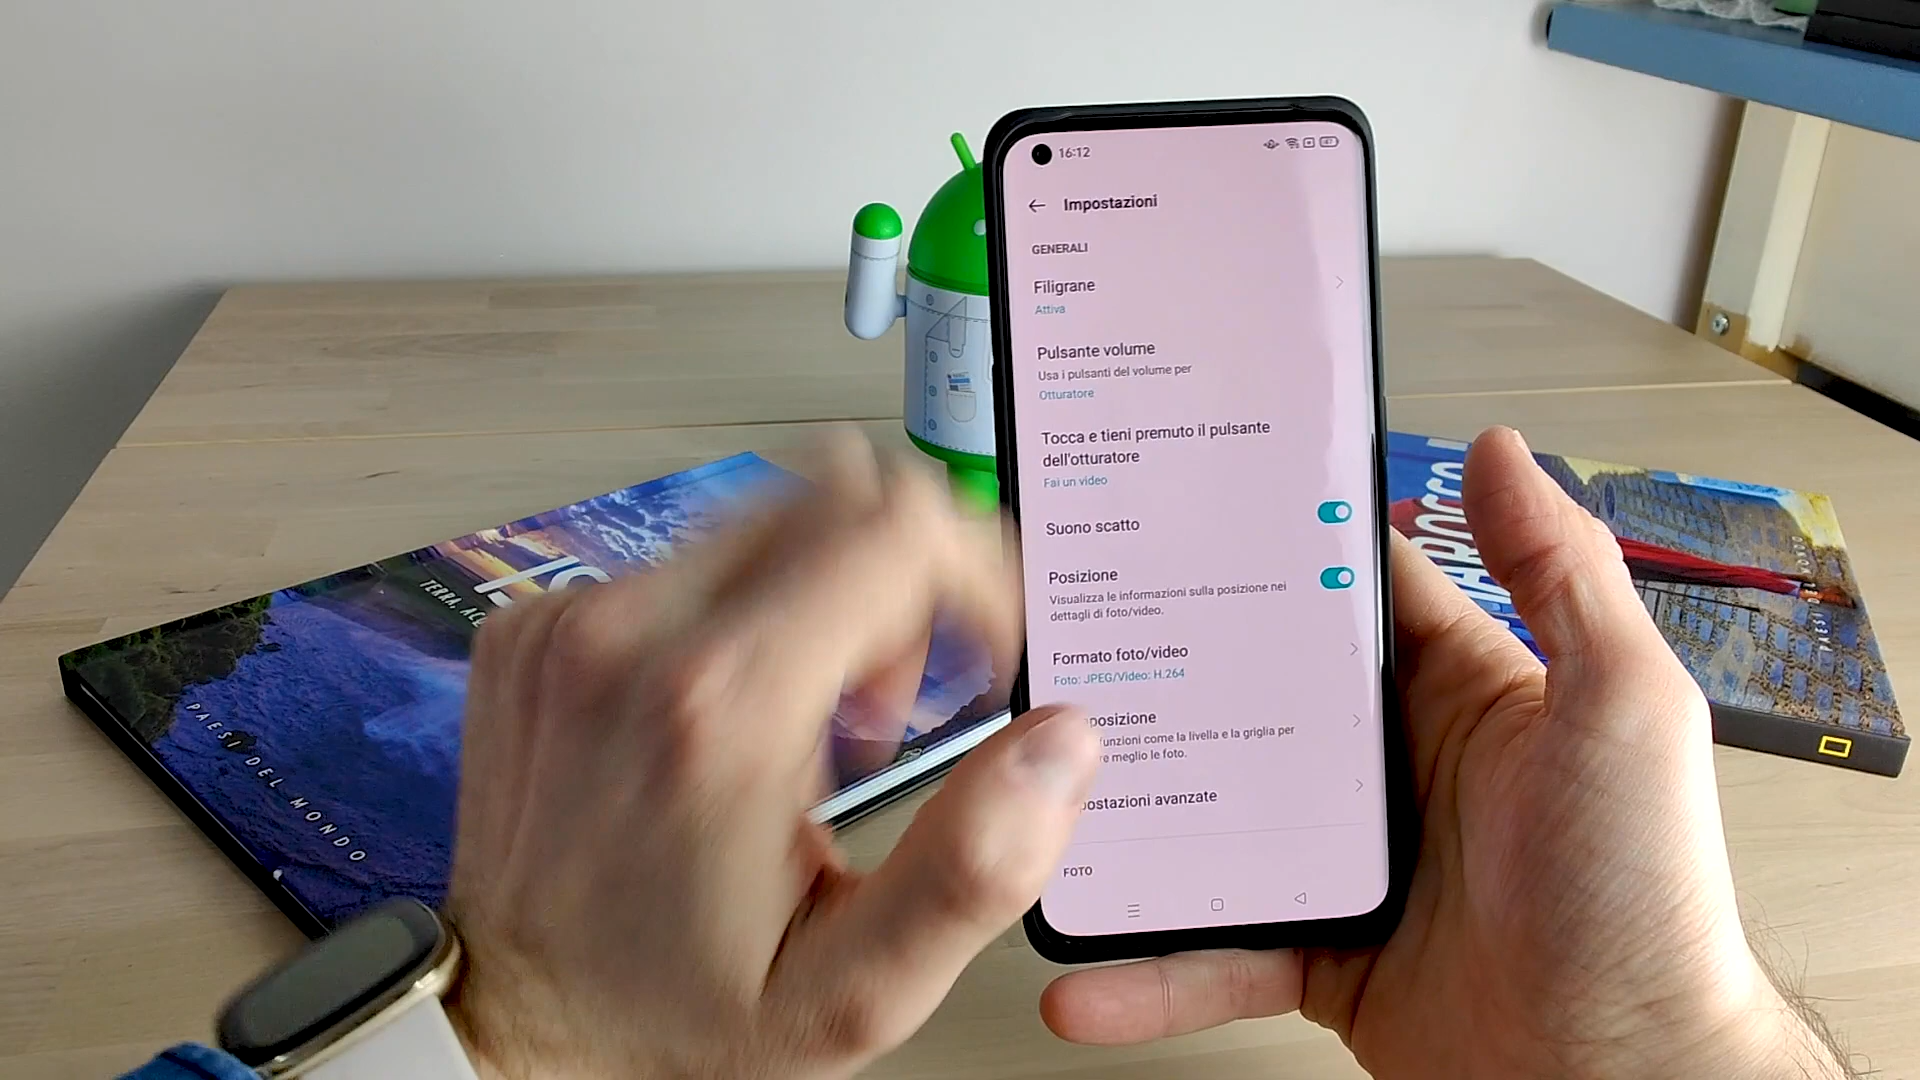 16:12
Impostazioni
GENERALI
Filigrane
Attiva
Pulsante volume
Usa i pulsanti del volume per
Otturatore
Tocca e tieni premuto il pulsante
dell'otturatore
Fai un video
Suono scatto
Posizione
Visualizza le informazioni sulla posizione nei
dettagli di foto/video.
Formato foto/video
Foto: JPEG/Video: H.264
posizione
funzioni come la livella e la griglia per
re meglio le foto.
postazioni avanzate
FOTO
TERRA,
PAESI DEL MONDO
MAROCCO